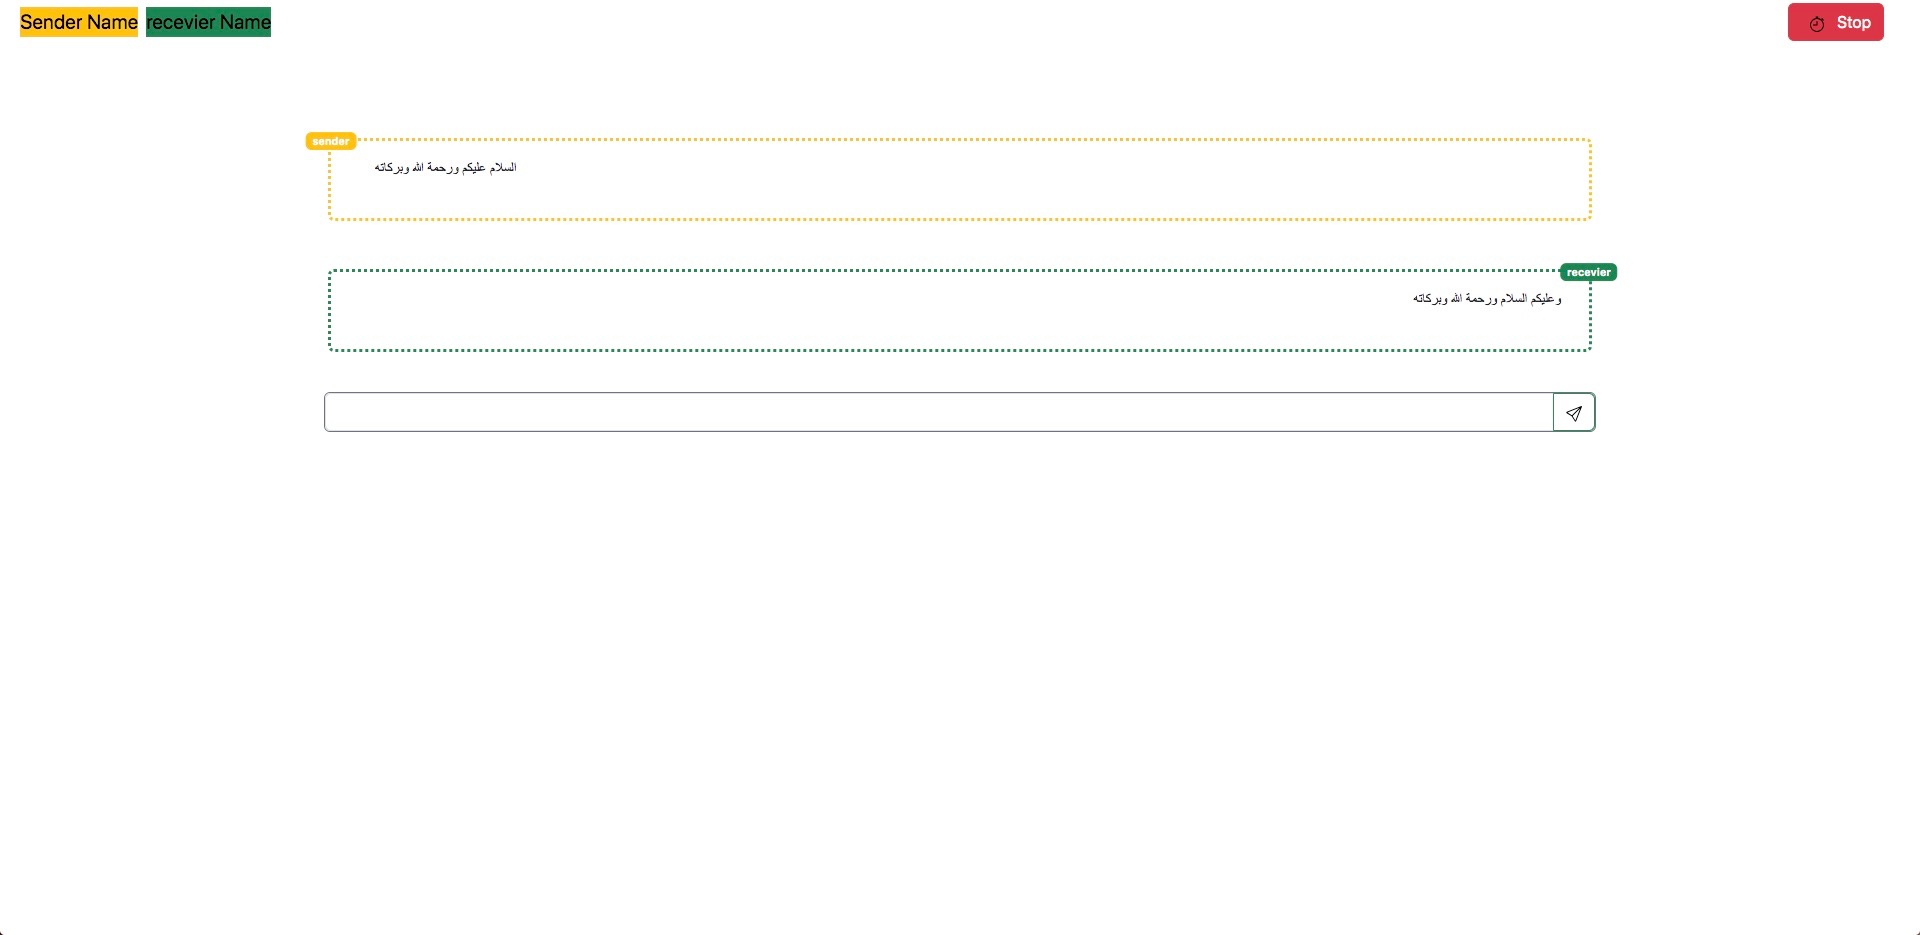 Sender Name recevier Name Stop
sender
السلام عليكم ورحمة الله وبركاته
recevier
وعليكم السلام ورحمة الله وبركاته